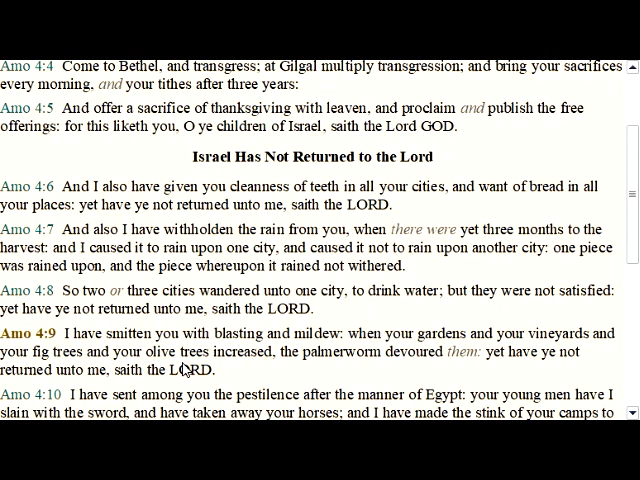 Amo 4:4 Come to Bethel, and transgress; at Gilgal multiply transgression; and bring your sacrifices
every morning, and your tithes after three years:
Amo 4:5 And offer a sacrifice of thanksgiving with leaven, and proclaim and publish the free
offerings: for this liketh you, O ye children of Israel, saith the Lord GOD.
Israel Has Not Returned to the Lord
Amo 4:6 And I also have given you cleanness of teeth in all your cities, and want of bread in all
your places: yet have ye not returned unto me, saith the LORD.
Amo 4:7 And also I have withholden the rain from you, when there were yet three months to the
harvest: and I caused it to rain upon one city, and caused it not to rain upon another city: one piece
was rained upon, and the piece whereupon it rained not withered.
Amo 4:8 So two or three cities wandered unto one city, to drink water; but they were not satisfied:
yet have ye not returned unto me, saith the LORD.
Amo 4:9 I have smitten you with blasting and mildew: when your gardens and your vineyards and
your fig trees and your olive trees increased, the palmerworm devoured them: yet have ye not
returned unto me, saith the LORD.
Amo 4:10 I have sent among you the pestilence after the manner of Egypt: your young men have I
slain with the sword, and have taken away your horses; and I have made the stink of your camps to